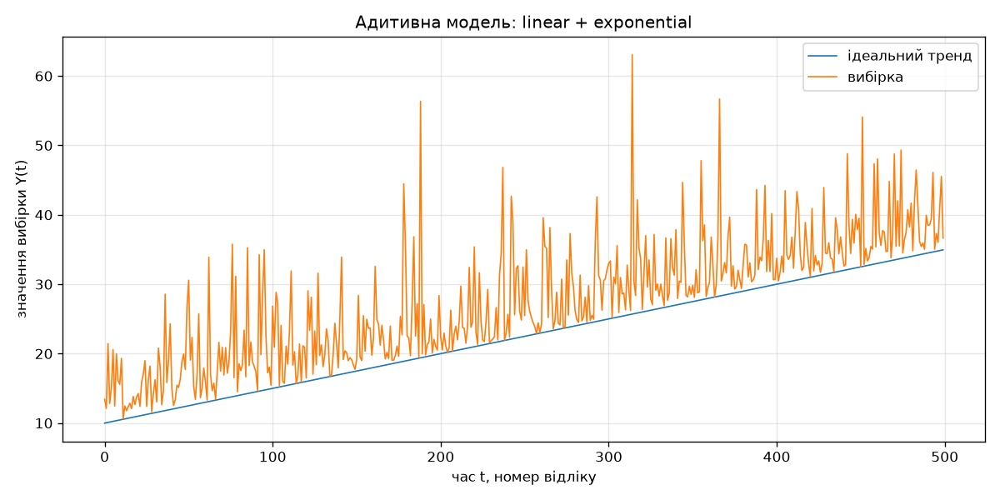 Адитивна модель: linear + exponential
ідеальний тренд
вибірка
значення вибірки Y(t)
60
50
40
30
20
10
0
100
200
300
400
500
час t, номер відліку